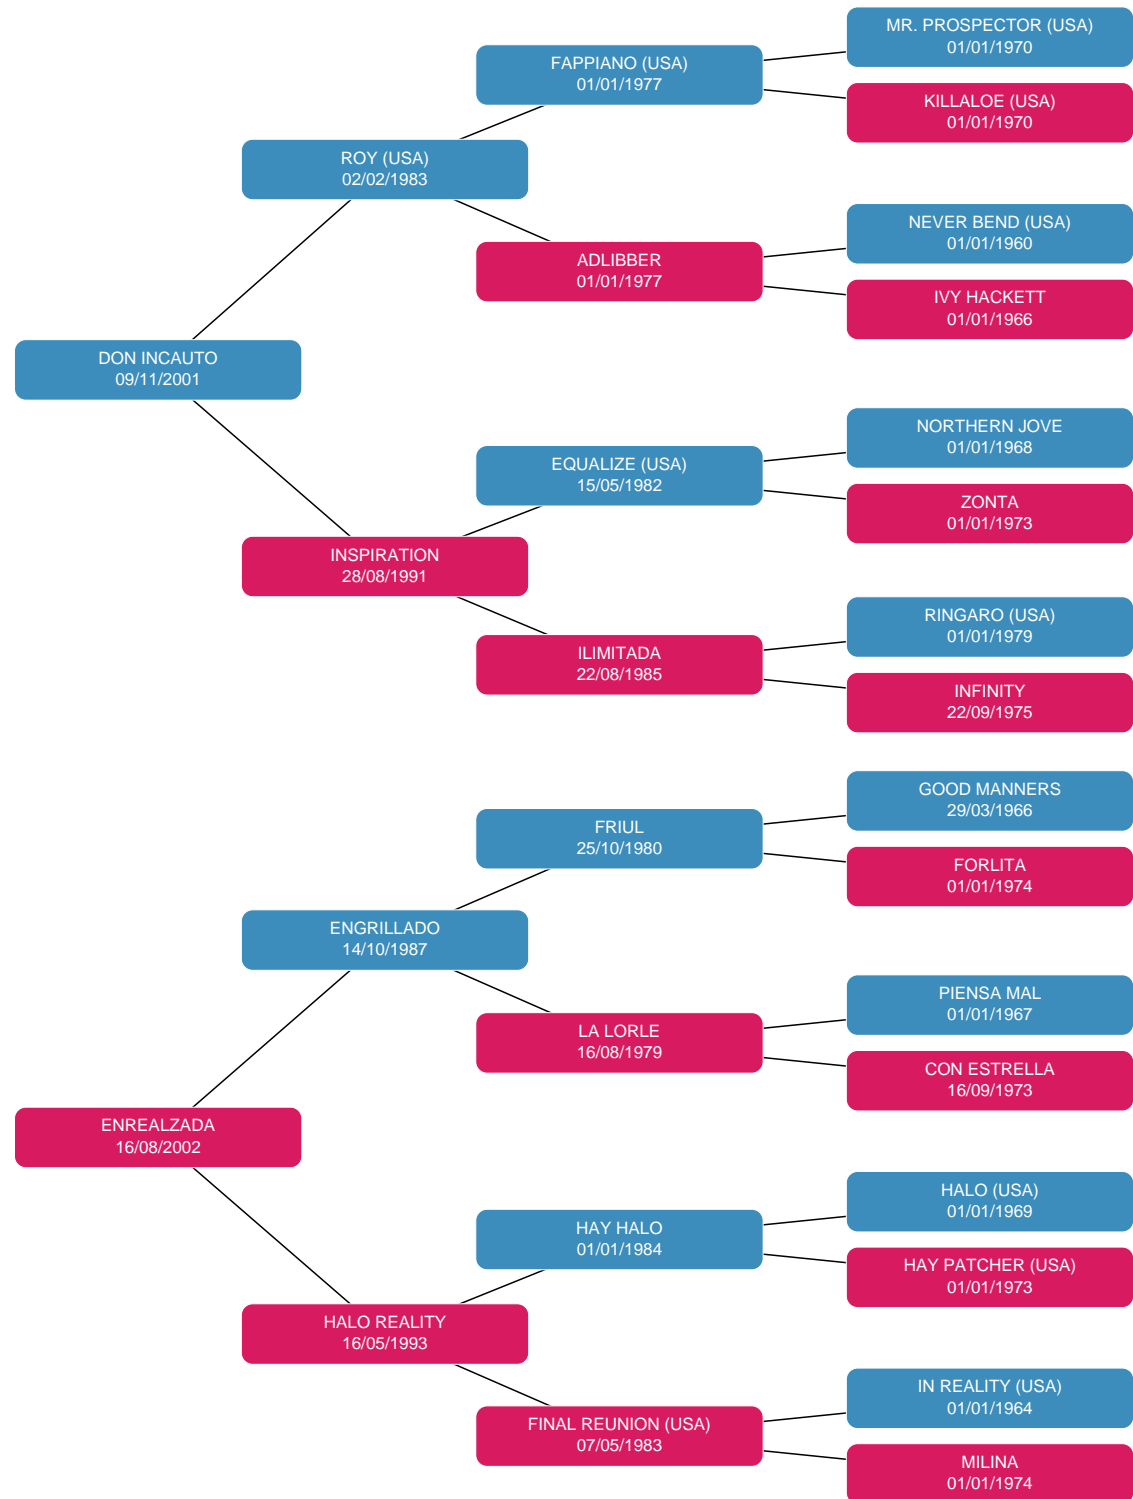 MR. PROSPECTOR (USA)
01/01/1970
FAPPIANO (USA)
01/01/1977
KILLALOE (USA)
01/01/1970
ROY (USA)
02/02/1983
NEVER BEND (USA)
01/01/1960
ADLIBBER
01/01/1977
IVY HACKETT
01/01/1966
DON INCAUTO
09/11/2001
NORTHERN JOVE
01/01/1968
EQUALIZE (USA)
15/05/1982
ZONTA
01/01/1973
INSPIRATION
28/08/1991
RINGARO (USA)
01/01/1979
ILIMITADA
22/08/1985
INFINITY
22/09/1975
GOOD MANNERS
29/03/1966
FRIUL
25/10/1980
FORLITA
01/01/1974
ENGRILLADO
14/10/1987
PIENSA MAL
01/01/1967
LA LORLE
16/08/1979
CON ESTRELLA
16/09/1973
ENREALZADA
16/08/2002
HALO (USA)
01/01/1969
HAY HALO
01/01/1984
HAY PATCHER (USA)
01/01/1973
HALO REALITY
16/05/1993
IN REALITY (USA)
01/01/1964
FINAL REUNION (USA)
07/05/1983
MILINA
01/01/1974